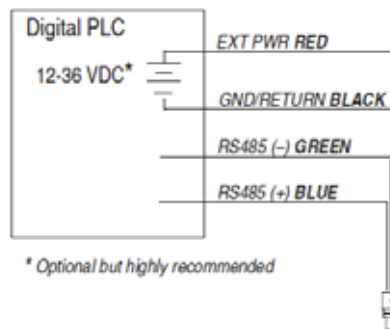 Digital PLC
EXT PWR RED
12-36 VDC*
GND/RETURN BLACK
RS485 (–) GREEN
RS485 (+) BLUE
* Optional but highly recommended